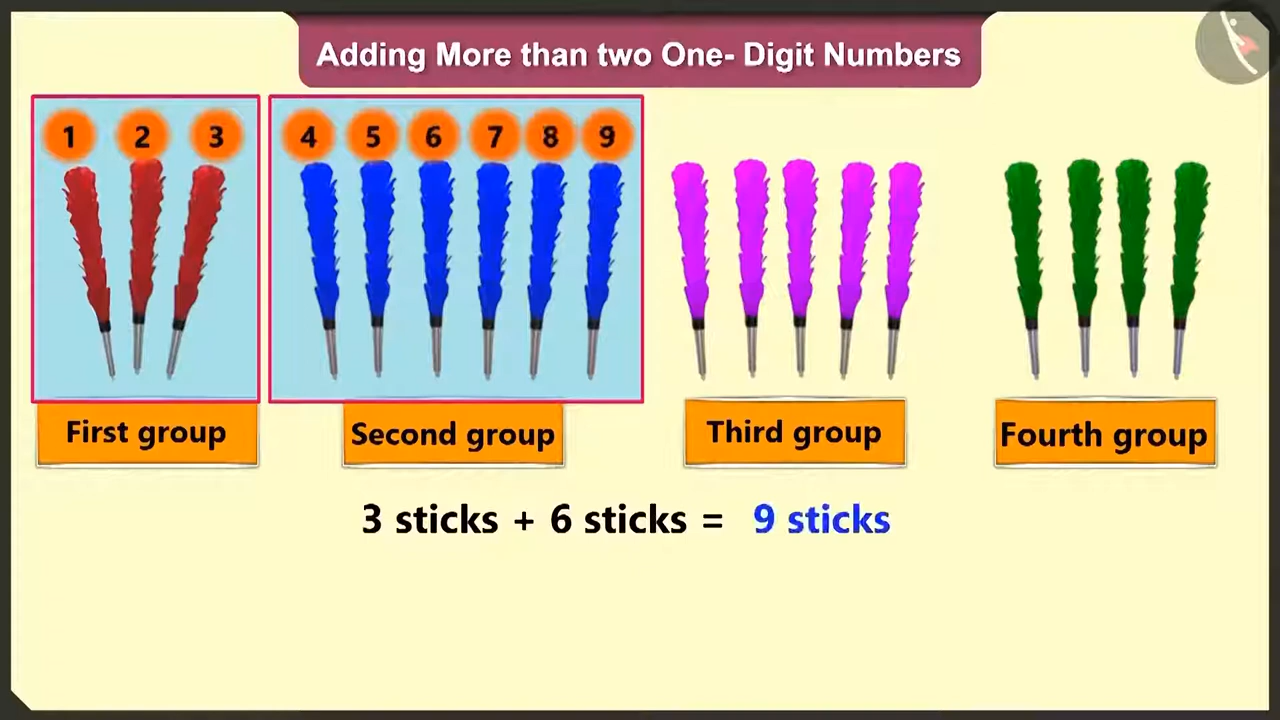 Adding More than two One- Digit Numbers
1 2 3 4 5 6 7 8 9
First group
Second group
Third group
Fourth group
3 sticks + 6 sticks = 9 sticks